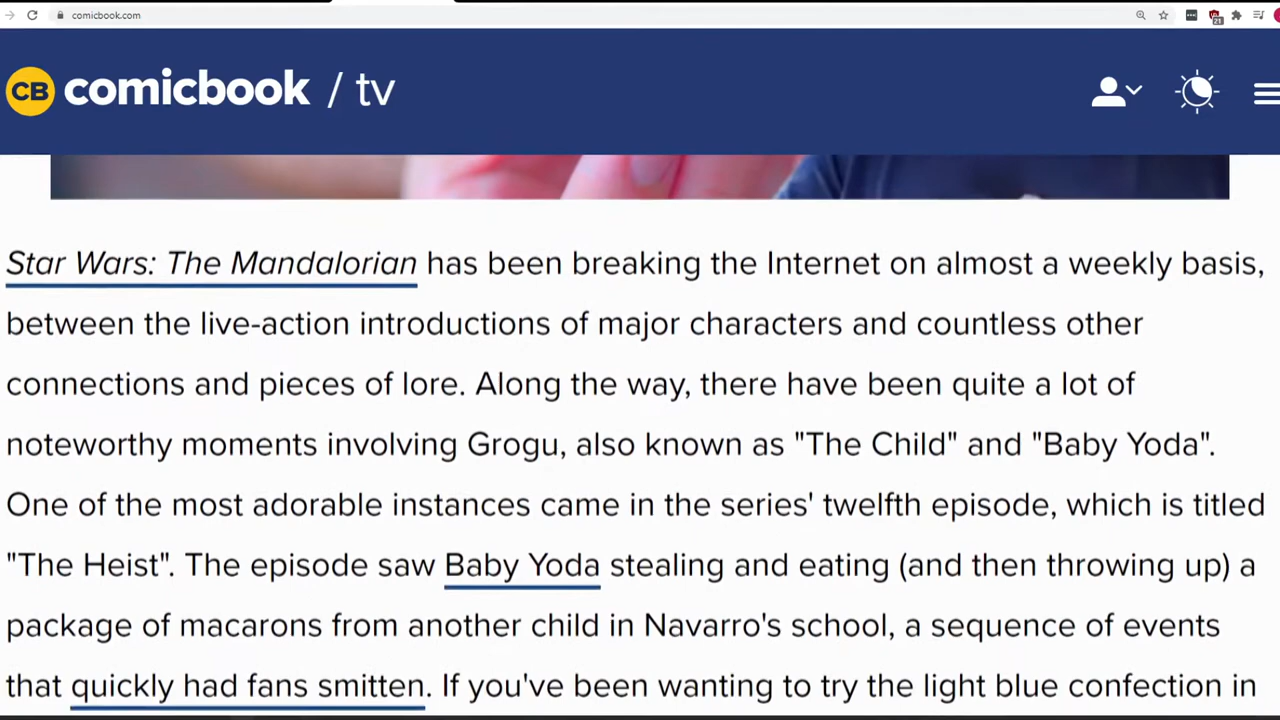 comicbook.com
21
CB comicbook / tv
Star Wars: The Mandalorian has been breaking the Internet on almost a weekly basis,
between the live-action introductions of major characters and countless other
connections and pieces of lore. Along the way, there have been quite a lot of
noteworthy moments involving Grogu, also known as "The Child" and "Baby Yoda".
One of the most adorable instances came in the series' twelfth episode, which is titled
"The Heist". The episode saw Baby Yoda stealing and eating (and then throwing up) a
package of macarons from another child in Navarro's school, a sequence of events
that quickly had fans smitten. If you've been wanting to try the light blue confection in